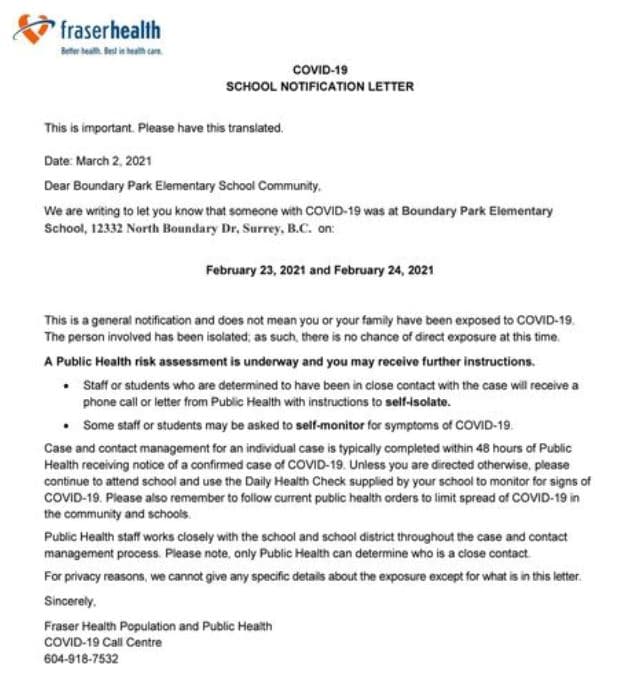 fraserhealth
Better health. Best in health care.
COVID-19
SCHOOL NOTIFICATION LETTER
This is important. Please have this translated.
Date: March 2, 2021
Dear Boundary Park Elementary School Community,
We are writing to let you know that someone with COVID-19 was at Boundary Park Elementary
School, 12332 North Boundary Dr, Surrey, B.C. on:
February 23, 2021 and February 24, 2021
This is a general notification and does not mean you or your family have been exposed to COVID-19.
The person involved has been isolated; as such, there is no chance of direct exposure at this time.
A Public Health risk assessment is underway and you may receive further instructions.
• Staff or students who are determined to have been in close contact with the case will receive a
phone call or letter from Public Health with instructions to self-isolate.
• Some staff or students may be asked to self-monitor for symptoms of COVID-19.
Case and contact management for an individual case is typically completed within 48 hours of Public
Health receiving notice of a confirmed case of COVID-19. Unless you are directed otherwise, please
continue to attend school and use the Daily Health Check supplied by your school to monitor for signs of
COVID-19. Please also remember to follow current public health orders to limit spread of COVID-19 in
the community and schools.
Public Health staff works closely with the school and school district throughout the case and contact
management process. Please note, only Public Health can determine who is a close contact.
For privacy reasons, we cannot give any specific details about the exposure except for what is in this letter.
Sincerely,
Fraser Health Population and Public Health
COVID-19 Call Centre
604-918-7532